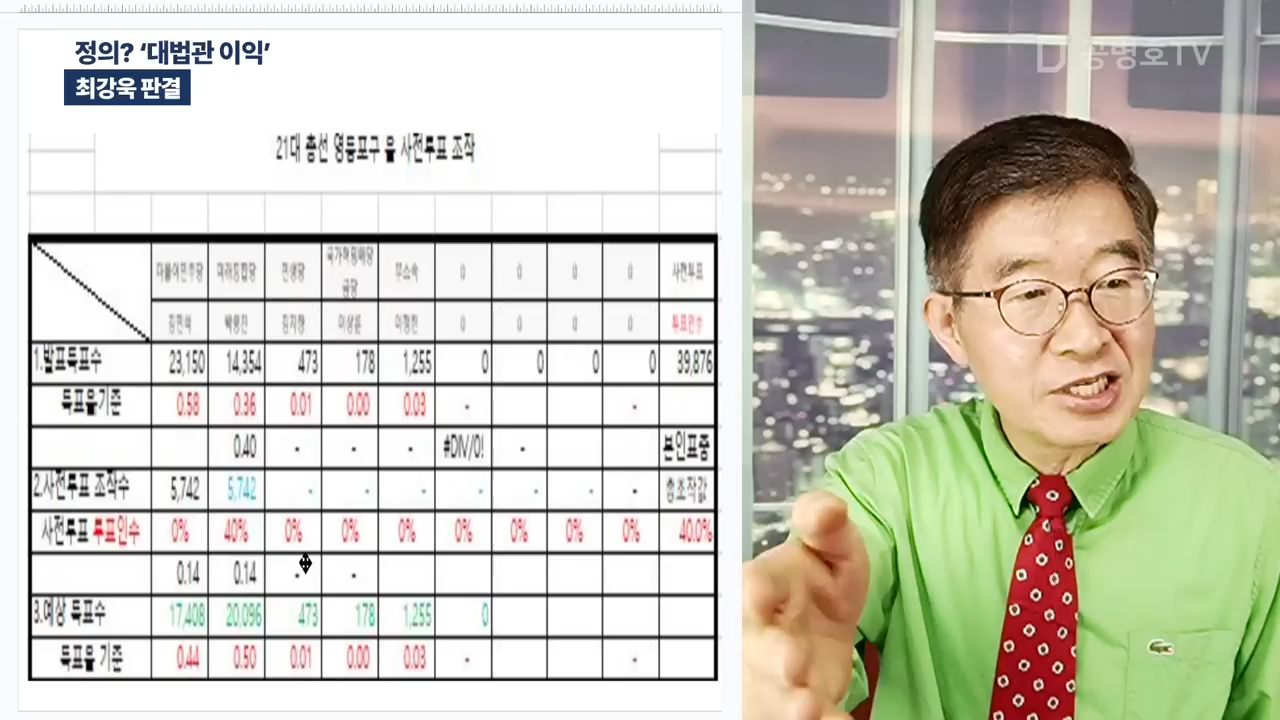 정의? ‘대법관 이익’
최강욱 판결
공병호TV
21대 총선 영등포구 을 사전투표 조작
더불어민주당 미래통합당 민생당 국가혁명배당금당 무소속 0 0 0 0 사전투표
김민석 박용찬 이정현 0 0 0 0 투표인수
1.발표득표수 23,150 14,354 473 178 1,255 0 0 0 0 39,876
득표율기준 0.58 0.36 0.01 0.00 0.03 - -
0.40 - - - #DIV/0! - 본인표중
2.사전투표 조작수 5,742 5,742 - - - - - - - 총조작값
사전투표 투표인수 0% 40% 0% 0% 0% 0% 0% 0% 0% 40.0%
0.14 0.14 - -
3.예상 득표수 17,408 20,096 473 178 1,255 0
득표율 기준 0.44 0.50 0.01 0.00 0.03 - -